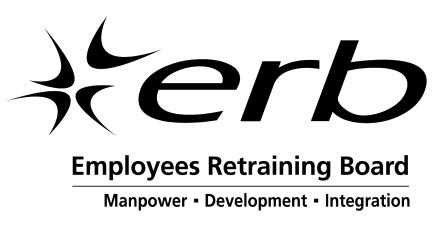 erb
Employees Retraining Board
Manpower ▪ Development ▪ Integration